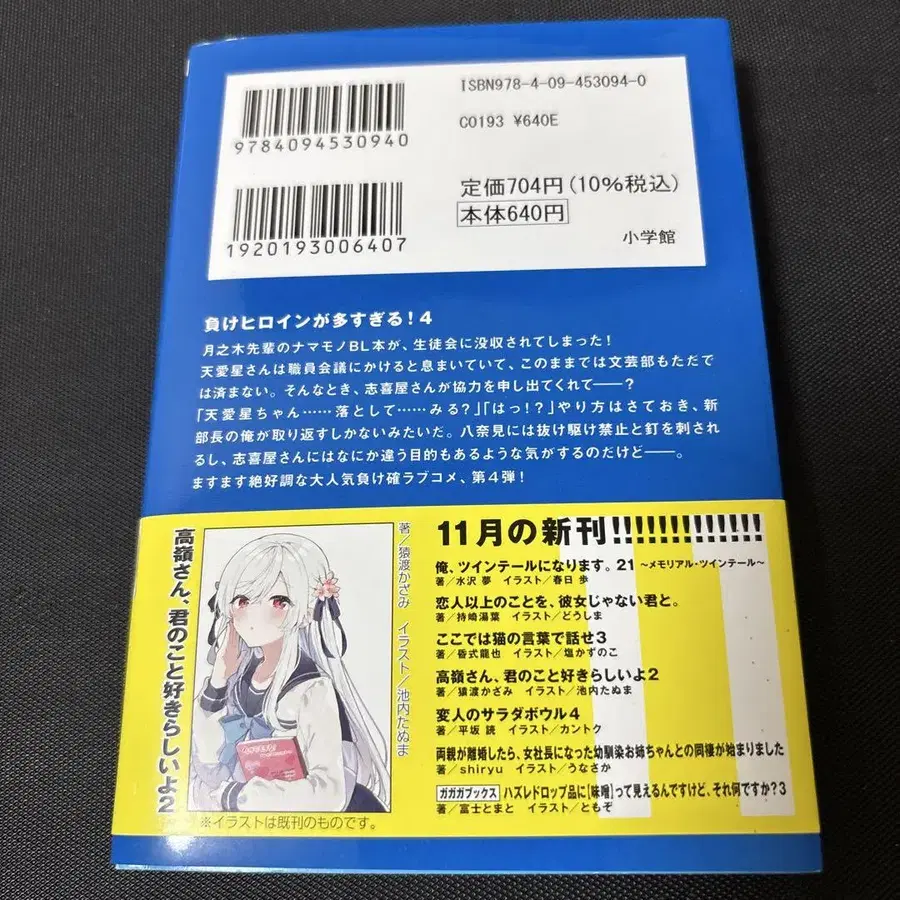 9784094530940
1920193006407
ISBN978-4-09-453094-0
C0193 ¥640E
定価704円(10%税込)
本体640円
小学館
負けヒロインが多すぎる!4
月之木先輩のナマモノBL本が、生徒会に没収されてしまった!
天愛星さんは職員会議にかけると息まいていて、このままでは文芸部もただで
は済まない。そんなとき、志喜屋さんが協力を申し出てくれて――?
「天愛星ちゃん……落として……みる?」「はっ!?」やり方はさておき、新
部長の俺が取り返すしかないみたいだ。八奈見には抜け駆け禁止と釘を刺され
るし、志喜屋さんにはなにか違う目的もあるような気がするのだけど――。
ますます絶好調な大人気負け確ラブコメ、第4弾!
高嶺さん、君のこと好きらしいよ2
著/猿渡かざみ イラスト/池内たぬま
※イラストは既刊のものです。
11月の新刊!!!!!!!!!!!!!
俺、ツインテールになります。21 ~メモリアル・ツインテール~
著/水沢 夢 イラスト/春日 歩
恋人以上のことを、彼女じゃない君と。
著/持崎湯葉 イラスト/どうしま
ここでは猫の言葉で話せ3
著/昏式龍也 イラスト/塩かずのこ
高嶺さん、君のこと好きらしいよ2
著/猿渡かざみ イラスト/池内たぬま
変人のサラダボウル4
著/平坂 読 イラスト/カントク
両親が離婚したら、女社長になった幼馴染お姉ちゃんとの同棲が始まりました
著/shiryu イラスト/うなさか
ガガガブックス ハズレドロップ品に【味噌】って見えるんですけど、それ何ですか?3
著/富士とまと イラスト/ともぞ